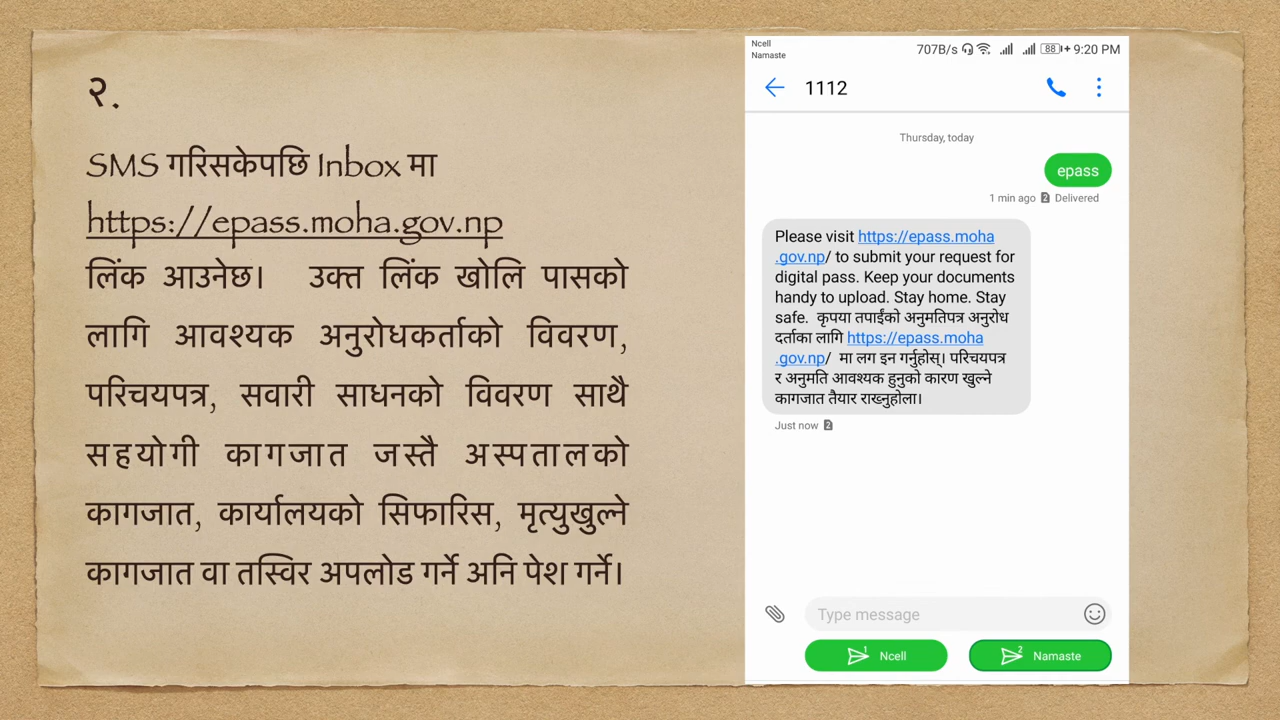 २.
SMS गरिसकेपछि Inbox मा
https://epass.moha.gov.np
लिंक आउनेछ। उक्त लिंक खोलि पासको
लागि आवश्यक अनुरोधकर्ताको विवरण,
परिचयपत्र, सवारी साधनको विवरण साथै
सहयोगी कागजात जस्तै अस्पतालको
कागजात, कार्यालयको सिफारिस, मृत्युखुल्ने
कागजात वा तस्विर अपलोड गर्ने अनि पेश गर्ने।
Ncell
Namaste
707B/s 88 9:20 PM
1112
Thursday, today
epass
1 min ago 2 Delivered
Please visit https://epass.moha
.gov.np/ to submit your request for
digital pass. Keep your documents
handy to upload. Stay home. Stay
safe. कृपया तपाईंको अनुमतिपत्र अनुरोध
दर्ताका लागि https://epass.moha
.gov.np/ मा लग इन गर्नुहोस्। परिचयपत्र
र अनुमति आवश्यक हुनुको कारण खुल्ने
कागजात तैयार राख्नुहोला।
Just now 2
Type message
1 Ncell
2 Namaste